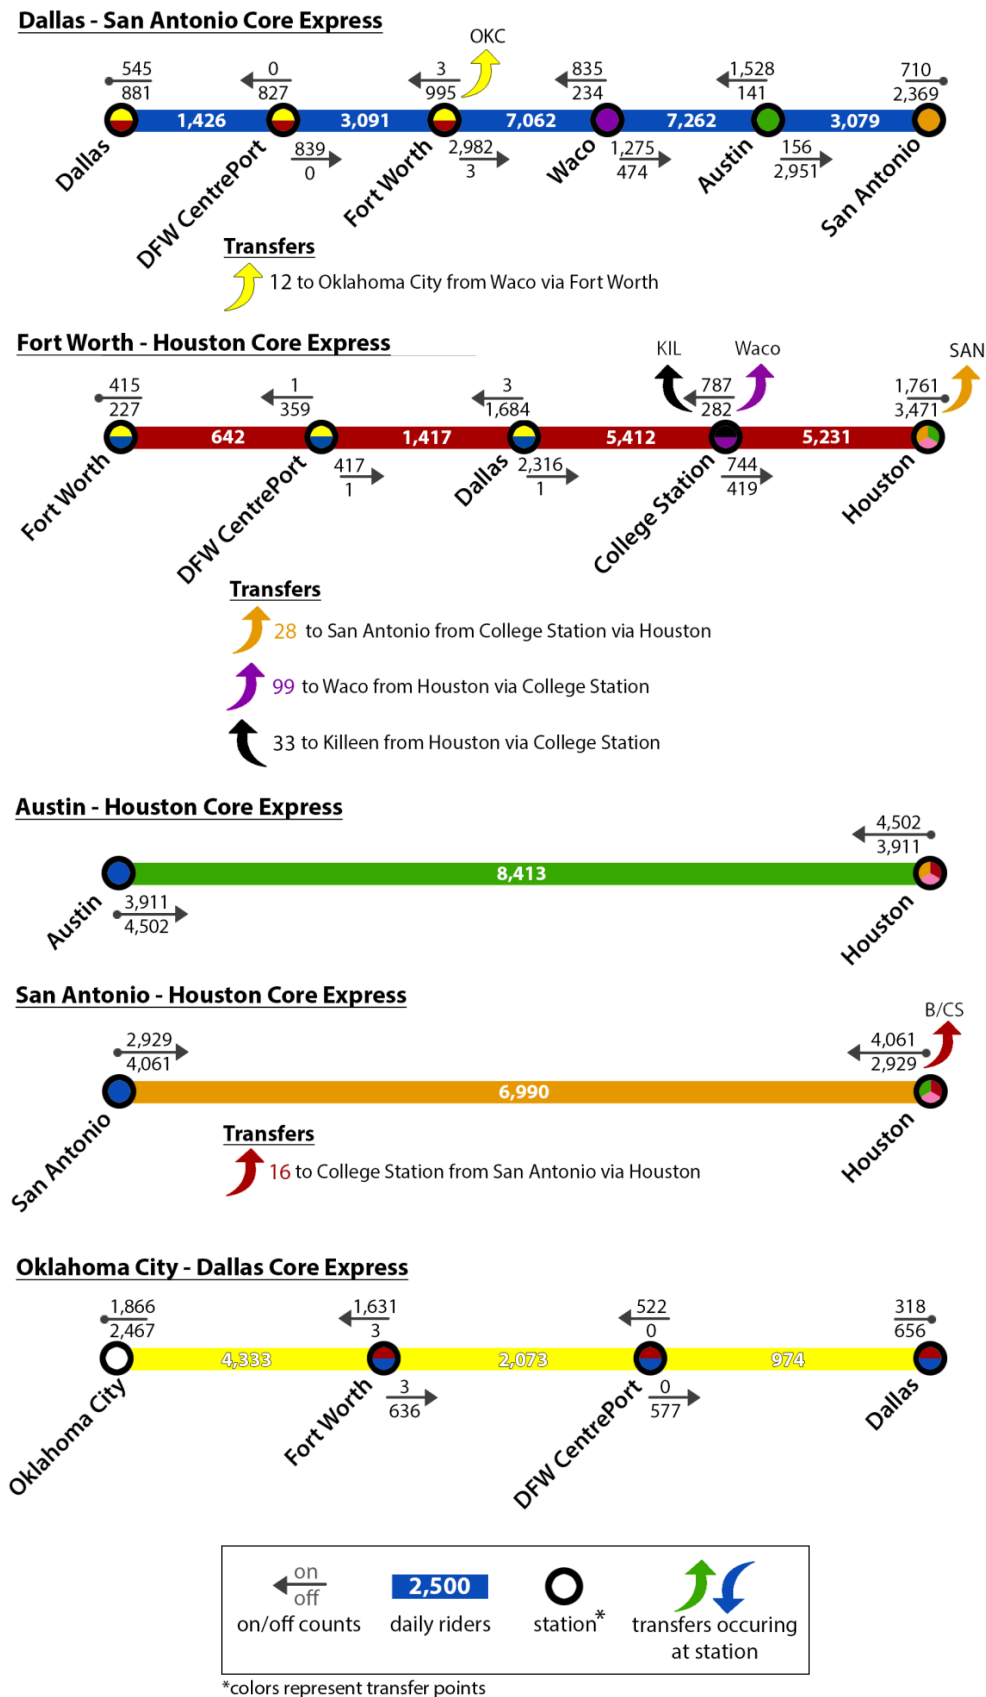 Dallas - San Antonio Core Express
OKC
545 0 3 835 1,528 710
881 827 995 234 141 2,369
1,426 3,091 7,062 7,262 3,079
839 2,982 1,275 156
0 3 474 2,951
Dallas DFW CentrePort Fort Worth Waco Austin San Antonio
Transfers
12 to Oklahoma City from Waco via Fort Worth
Fort Worth - Houston Core Express
KIL Waco SAN
415 1 3 787 1,761
227 359 1,684 282 3,471
642 1,417 5,412 5,231
417 2,316 744
1 1 419
Fort Worth DFW CentrePort Dallas College Station Houston
Transfers
28 to San Antonio from College Station via Houston
99 to Waco from Houston via College Station
33 to Killeen from Houston via College Station
Austin - Houston Core Express
4,502
3,911
8,413
3,911
4,502
Austin Houston
San Antonio - Houston Core Express
B/CS
2,929 4,061
4,061 2,929
6,990
San Antonio Houston
Transfers
16 to College Station from San Antonio via Houston
Oklahoma City - Dallas Core Express
1,866 1,631 522 318
2,467 3 0 656
4,333 2,073 974
3 0
636 577
Oklahoma City Fort Worth DFW CentrePort Dallas
on
off
2,500
*
on/off counts daily riders station transfers occuring
at station
*colors represent transfer points